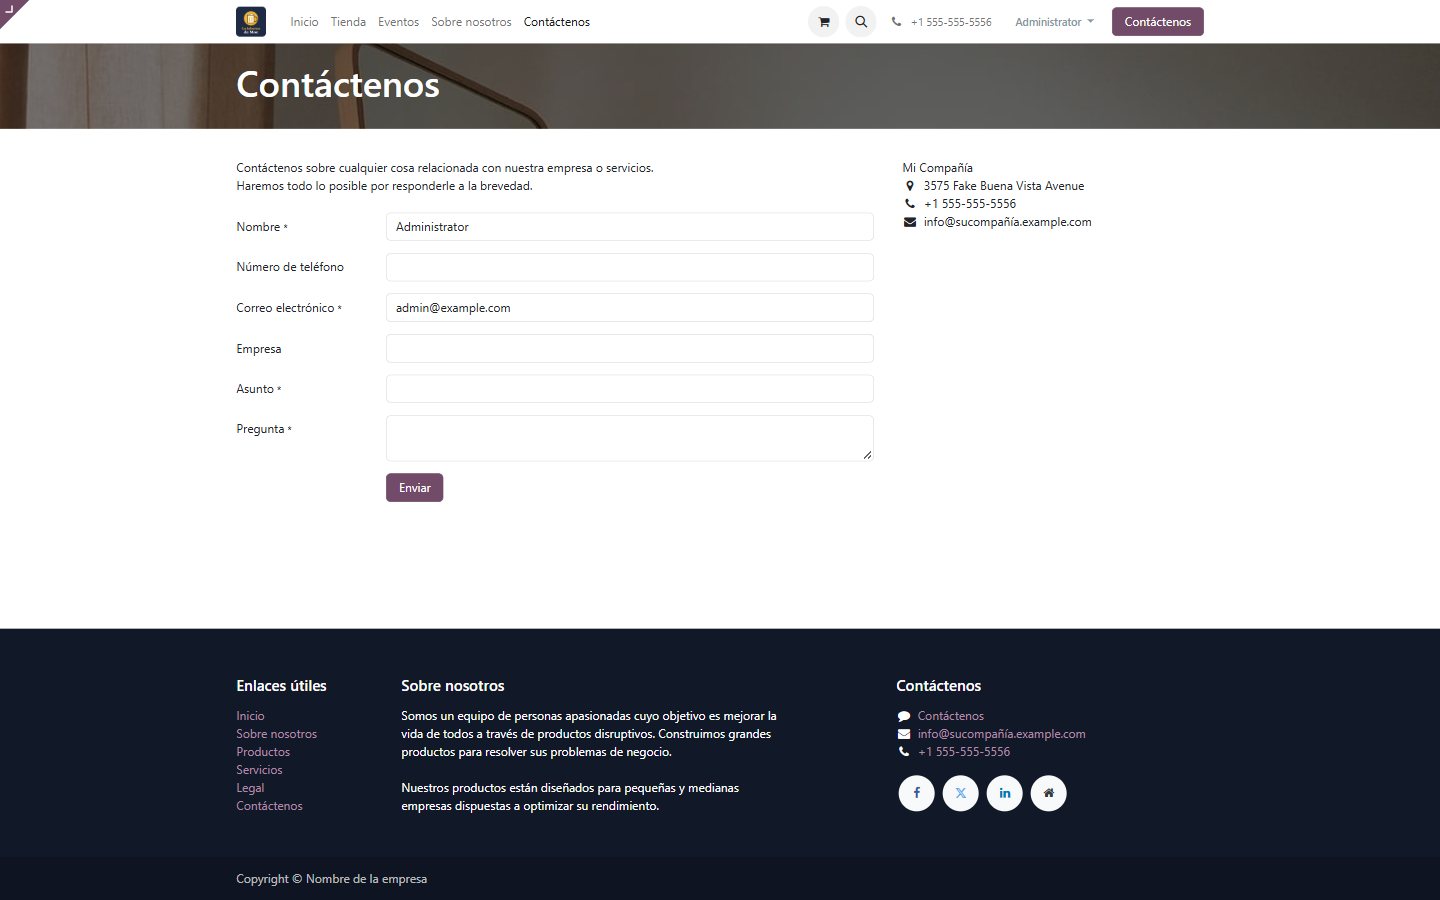 de Moe
Inicio
Tienda
Eventos
Sobre nosotros
Contáctenos
+1 555-555-5556
Administrator
Contáctenos
Contáctenos
Contáctenos sobre cualquier cosa relacionada con nuestra empresa o servicios.
Haremos todo lo posible por responderle a la brevedad.
Nombre *
Administrator
Número de teléfono
Correo electrónico *
admin@example.com
Empresa
Asunto *
Pregunta *
Enviar
Mi Compañía
3575 Fake Buena Vista Avenue
+1 555-555-5556
info@sucompañía.example.com
Enlaces útiles
Inicio
Sobre nosotros
Productos
Servicios
Legal
Contáctenos
Sobre nosotros
Somos un equipo de personas apasionadas cuyo objetivo es mejorar la
vida de todos a través de productos disruptivos. Construimos grandes
productos para resolver sus problemas de negocio.
Nuestros productos están diseñados para pequeñas y medianas
empresas dispuestas a optimizar su rendimiento.
Contáctenos
Contáctenos
info@sucompañía.example.com
+1 555-555-5556
Copyright © Nombre de la empresa